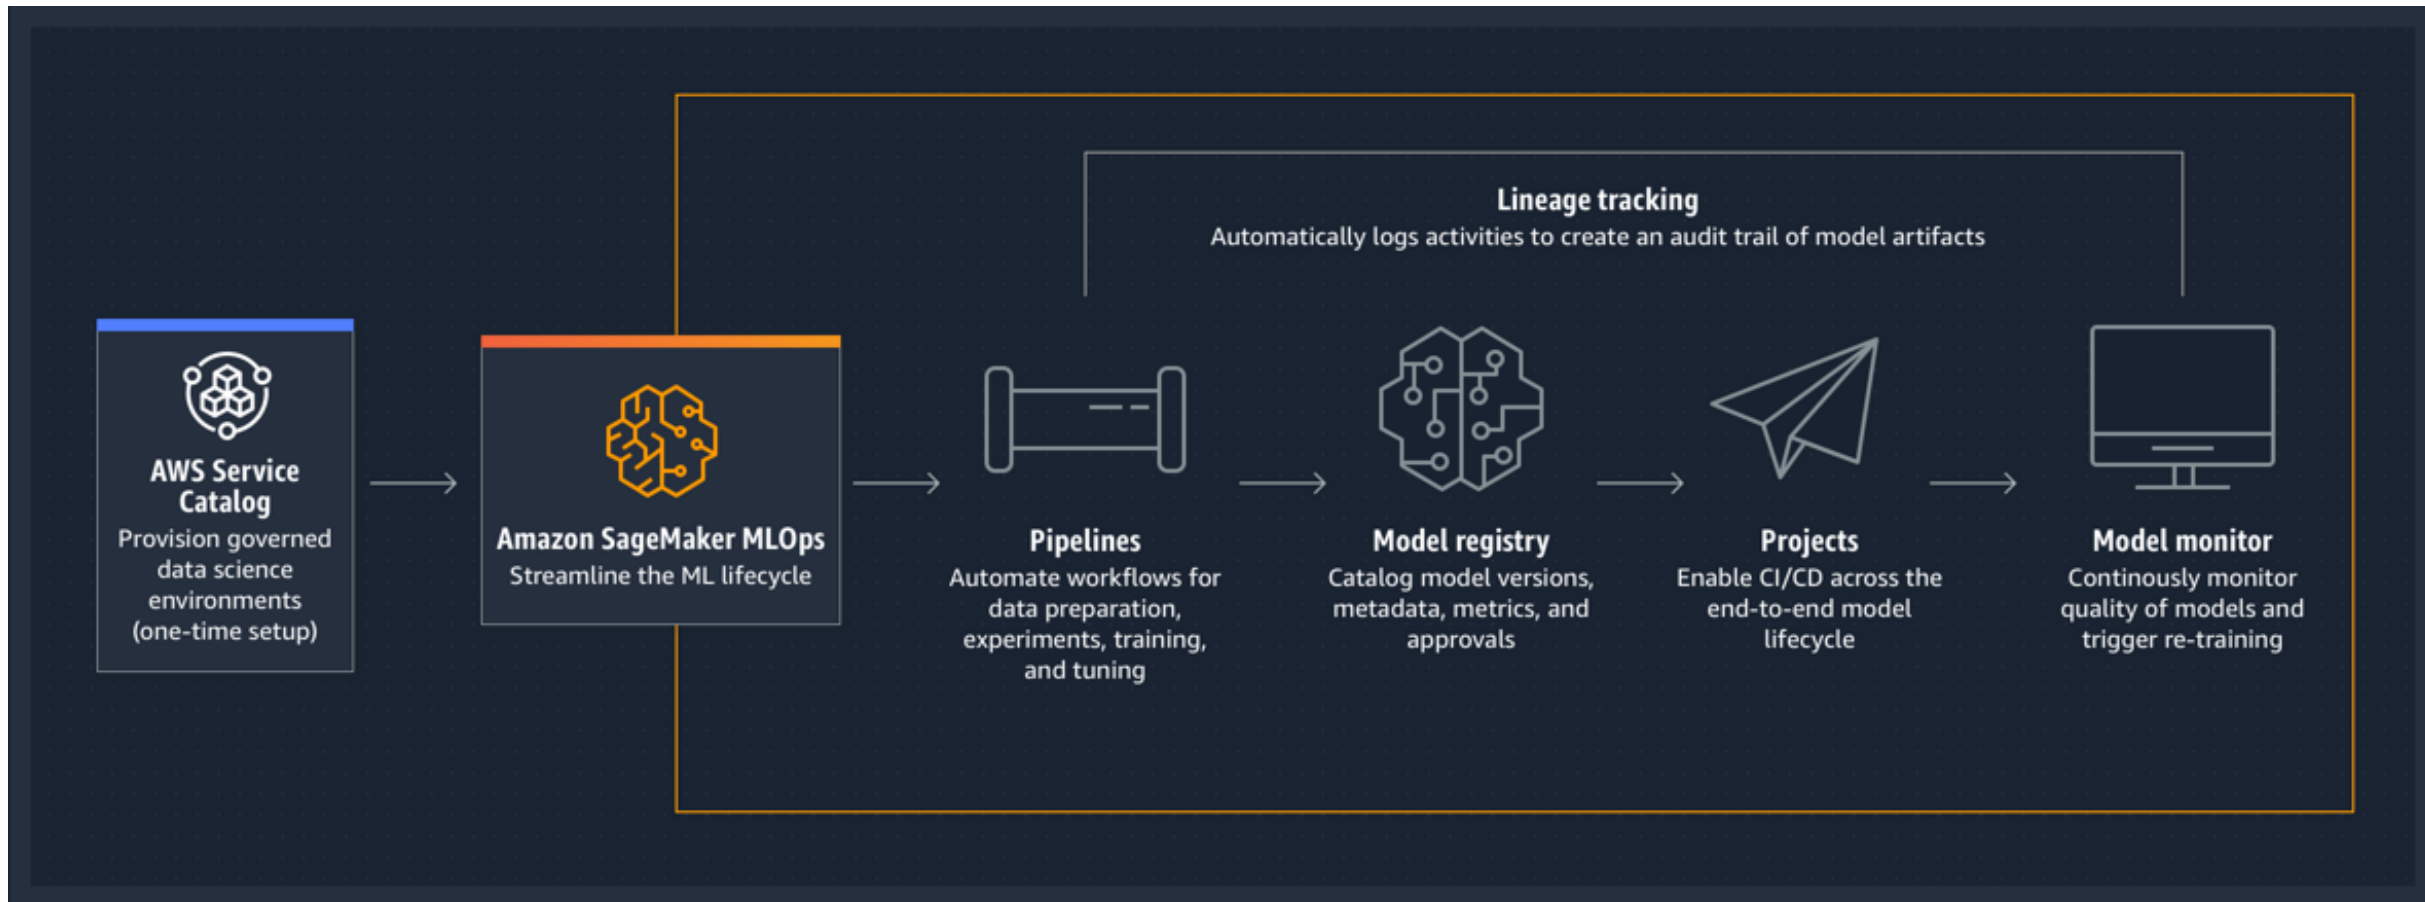 Lineage tracking
Automatically logs activities to create an audit trail of model artifacts
AWS Service
Catalog
Provision governed
data science
environments
(one-time setup)
Amazon SageMaker MLOps
Streamline the ML lifecycle
Pipelines
Automate workflows for
data preparation,
experiments, training,
and tuning
Model registry
Catalog model versions,
metadata, metrics, and
approvals
Projects
Enable CI/CD across the
end-to-end model
lifecycle
Model monitor
Continously monitor
quality of models and
trigger re-training